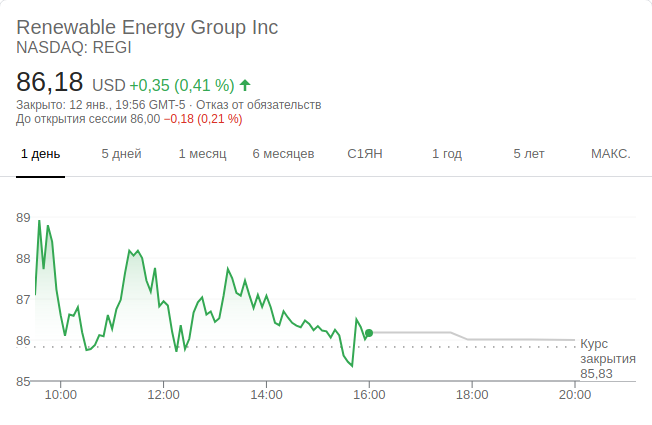 Renewable Energy Group Inc
NASDAQ: REGI
86,18 USD +0,35 (0,41 %)
Закрыто: 12 янв., 19:56 GMT-5 · Отказ от обязательств
До открытия сессии 86,00 −0,18 (0,21 %)
1 день 5 дней 1 месяц 6 месяцев С1ЯН 1 год 5 лет МАКС.
89
88
87
86
Курс
закрытия
85,83
85
10:00 12:00 14:00 16:00 18:00 20:00